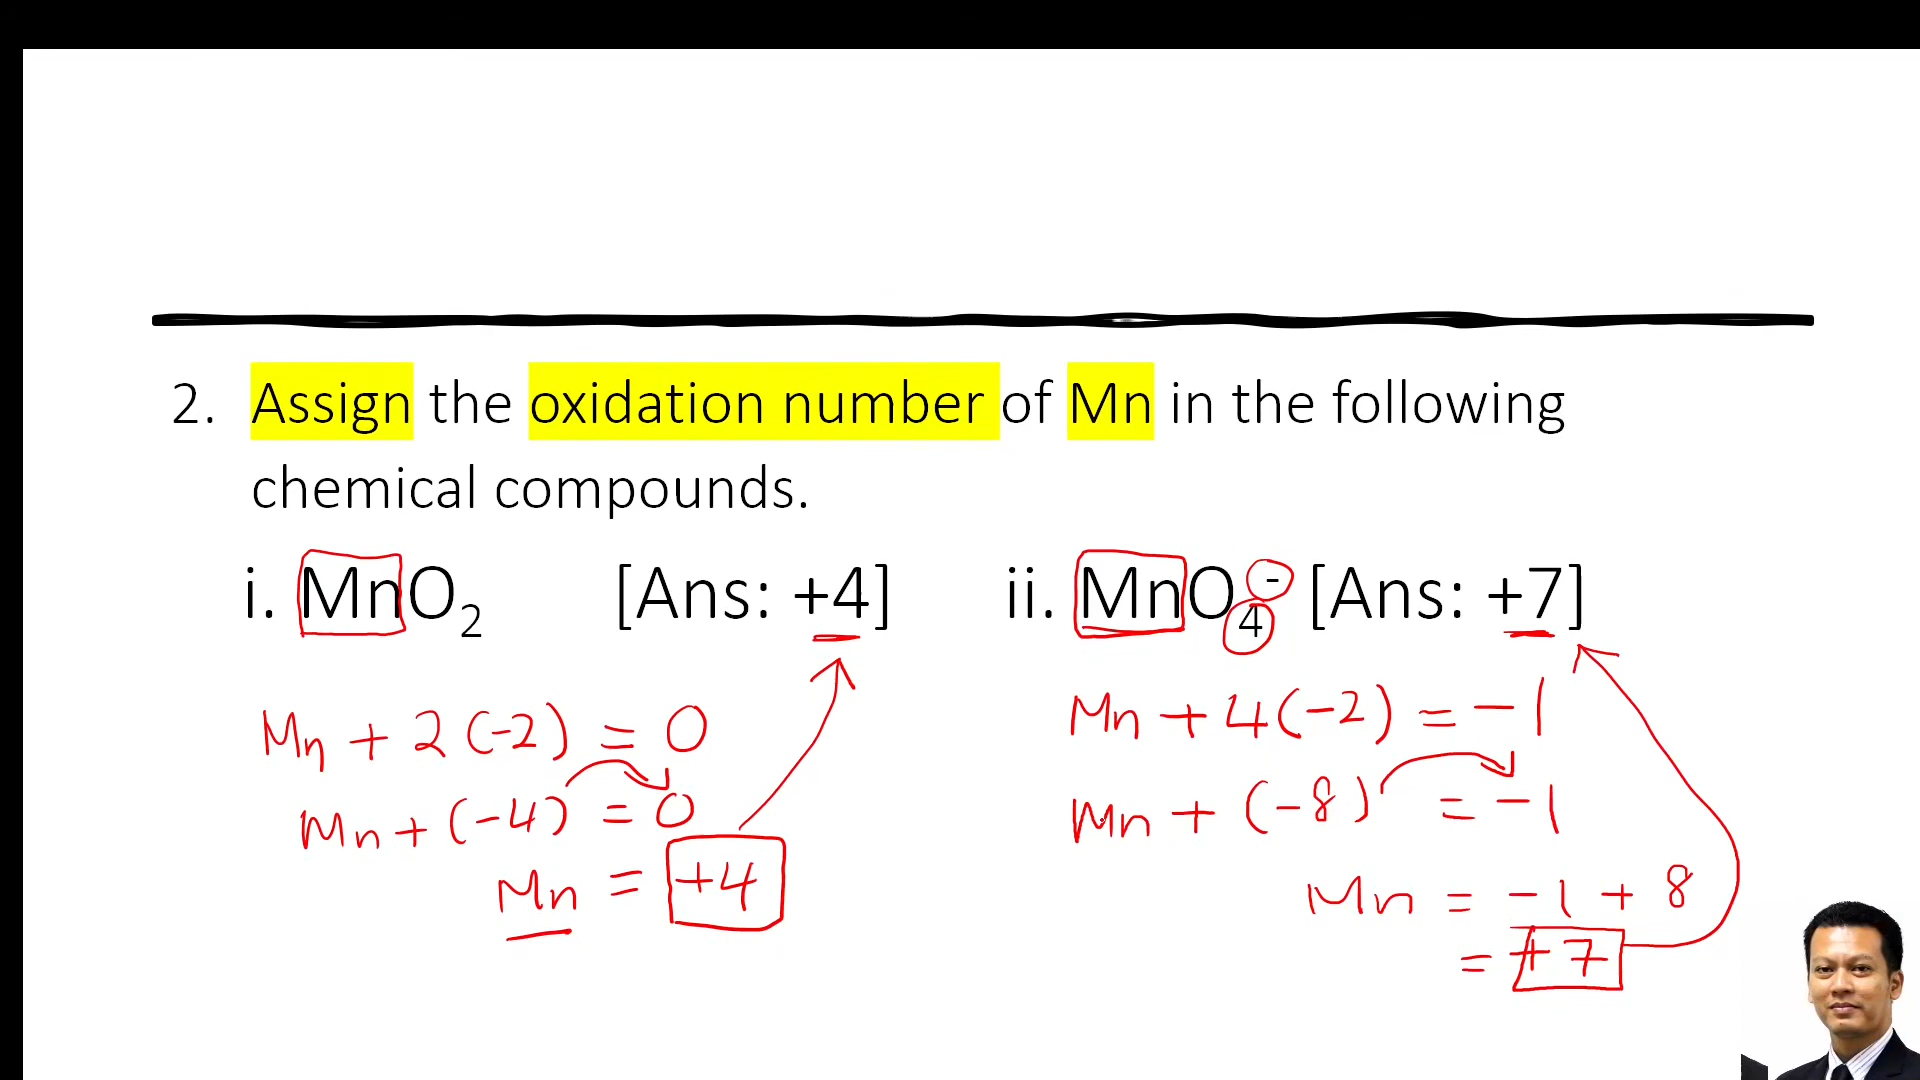 2. Assign the oxidation number of Mn in the following
chemical compounds.
i. MnO₂ [Ans: +4] ii. MnO₄⁻ [Ans: +7]
Mn + 2(-2) = 0
Mn + (-4) = 0
Mn = +4
Mn + 4(-2) = -1
Mn + (-8) = -1
Mn = -1 + 8
= +7